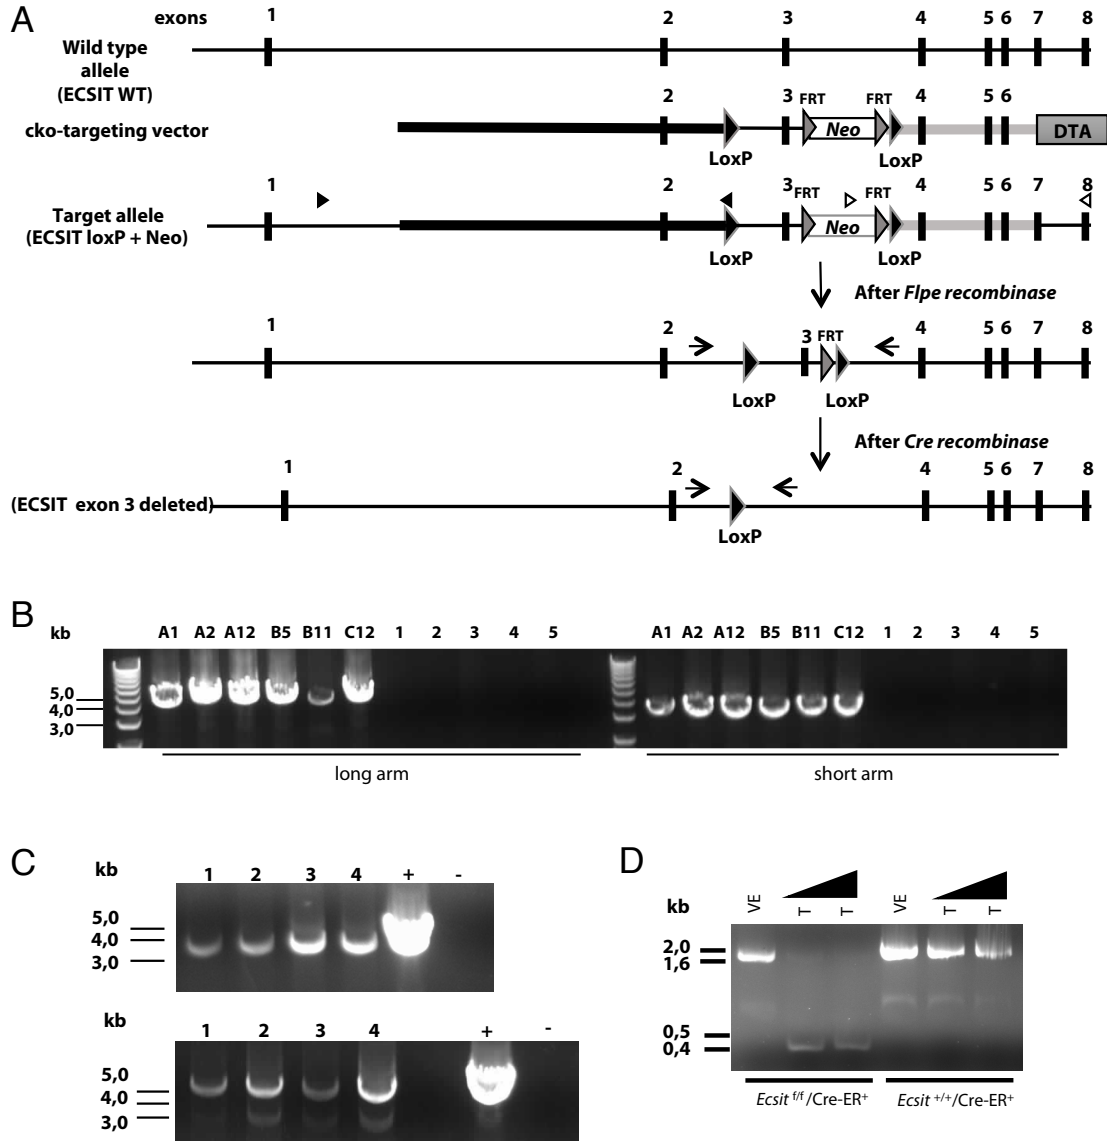 A
exons 1 2 3 4 5 6 7 8
Wild type
allele
(ECSIT WT)
cko-targeting vector
2 3 FRT FRT 4 5 6
Neo
DTA
LoxP LoxP
Target allele
(ECSIT loxP + Neo)
1 2 3 FRT FRT 4 5 6 7 8
Neo
LoxP LoxP
After Flpe recombinase
1 2 3 FRT 4 5 6 7 8
LoxP LoxP
After Cre recombinase
(ECSIT exon 3 deleted)
1 2 4 5 6 7 8
LoxP
B
kb A1 A2 A12 B5 B11 C12 1 2 3 4 5 A1 A2 A12 B5 B11 C12 1 2 3 4 5
5,0
4,0
3,0
long arm short arm
C
kb 1 2 3 4 + -
5,0
4,0
3,0
kb 1 2 3 4 + -
5,0
4,0
3,0
D
kb VE T T VE T T
2,0
1,6
0,5
0,4
Ecsit f/f /Cre-ER+ Ecsit +/+/Cre-ER+